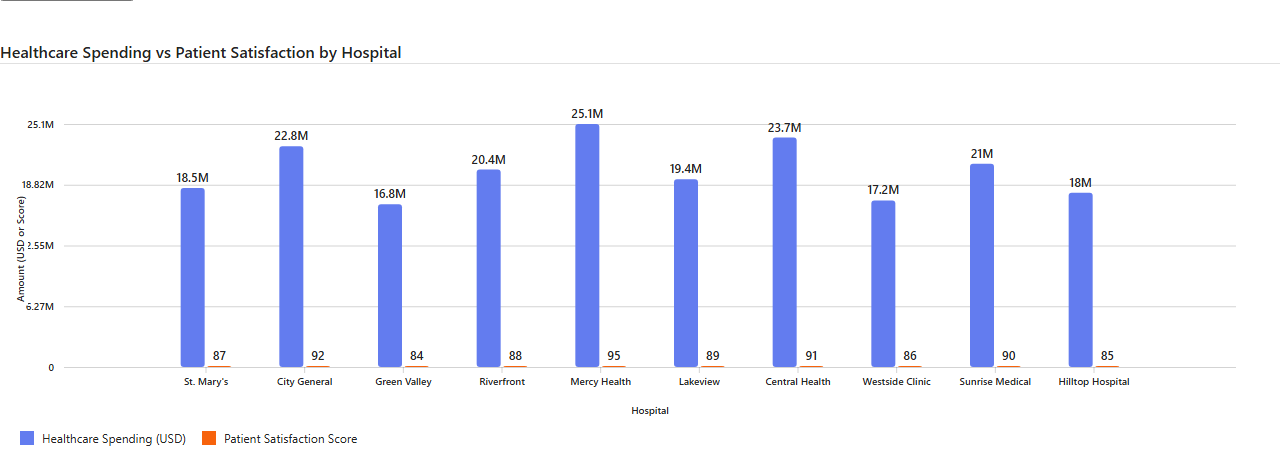 Healthcare Spending vs Patient Satisfaction by Hospital
25.1M
18.82M
2.55M
6.27M
0
Amount (USD or Score)
18.5M
22.8M
16.8M
20.4M
25.1M
19.4M
23.7M
17.2M
21M
18M
87
92
84
88
95
89
91
86
90
85
St. Mary's
City General
Green Valley
Riverfront
Mercy Health
Lakeview
Central Health
Westside Clinic
Sunrise Medical
Hilltop Hospital
Hospital
Healthcare Spending (USD)
Patient Satisfaction Score